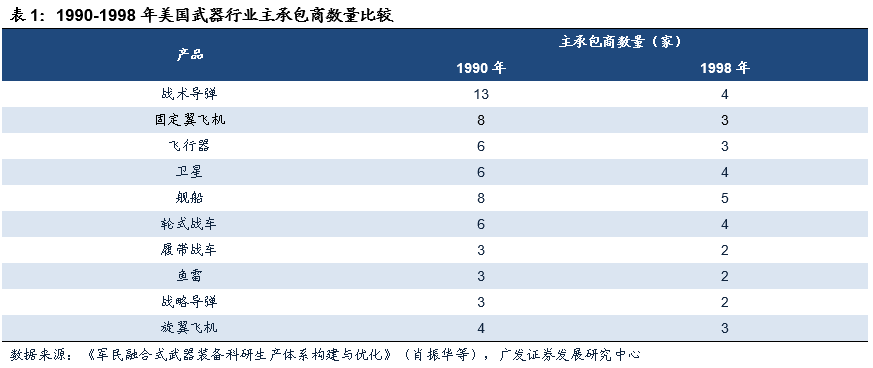 表 1：1990-1998 年美国武器行业主承包商数量比较
产品 主承包商数量（家）
1990 年 1998 年
战术导弹 13 4
固定翼飞机 8 3
飞行器 6 3
卫星 6 4
舰船 8 5
轮式战车 6 4
履带战车 3 2
鱼雷 3 2
战略导弹 3 2
旋翼飞机 4 3
数据来源：《军民融合式武器装备科研生产体系构建与优化》（肖振华等），广发证券发展研究中心